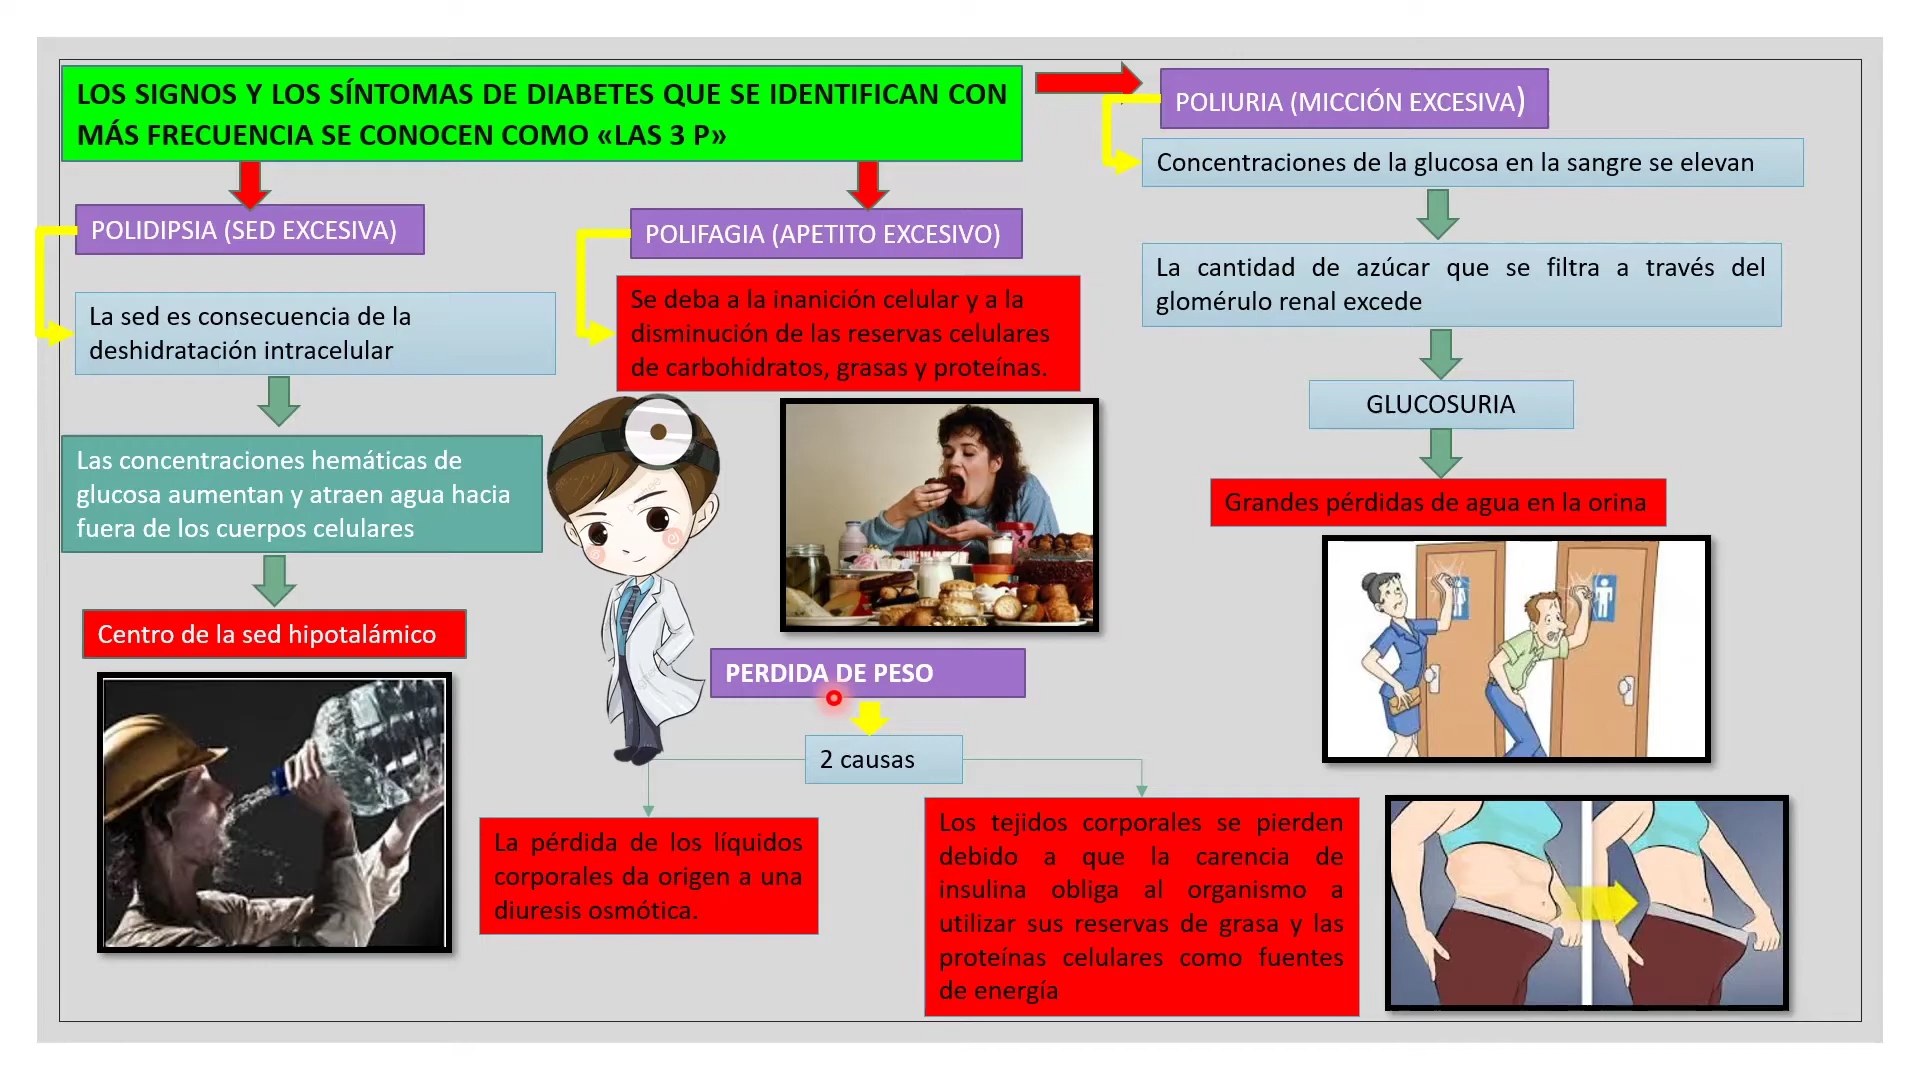 LOS SIGNOS Y LOS SÍNTOMAS DE DIABETES QUE SE IDENTIFICAN CON
MÁS FRECUENCIA SE CONOCEN COMO «LAS 3 P»
POLIDIPSIA (SED EXCESIVA)
La sed es consecuencia de la
deshidratación intracelular
Las concentraciones hemáticas de
glucosa aumentan y atraen agua hacia
fuera de los cuerpos celulares
Centro de la sed hipotalámico
POLIFAGIA (APETITO EXCESIVO)
Se deba a la inanición celular y a la
disminución de las reservas celulares
de carbohidratos, grasas y proteínas.
PERDIDA DE PESO
2 causas
La pérdida de los líquidos
corporales da origen a una
diuresis osmótica.
Los tejidos corporales se pierden
debido a que la carencia de
insulina obliga al organismo a
utilizar sus reservas de grasa y las
proteínas celulares como fuentes
de energía
POLIURIA (MICCIÓN EXCESIVA)
Concentraciones de la glucosa en la sangre se elevan
La cantidad de azúcar que se filtra a través del
glomérulo renal excede
GLUCOSURIA
Grandes pérdidas de agua en la orina